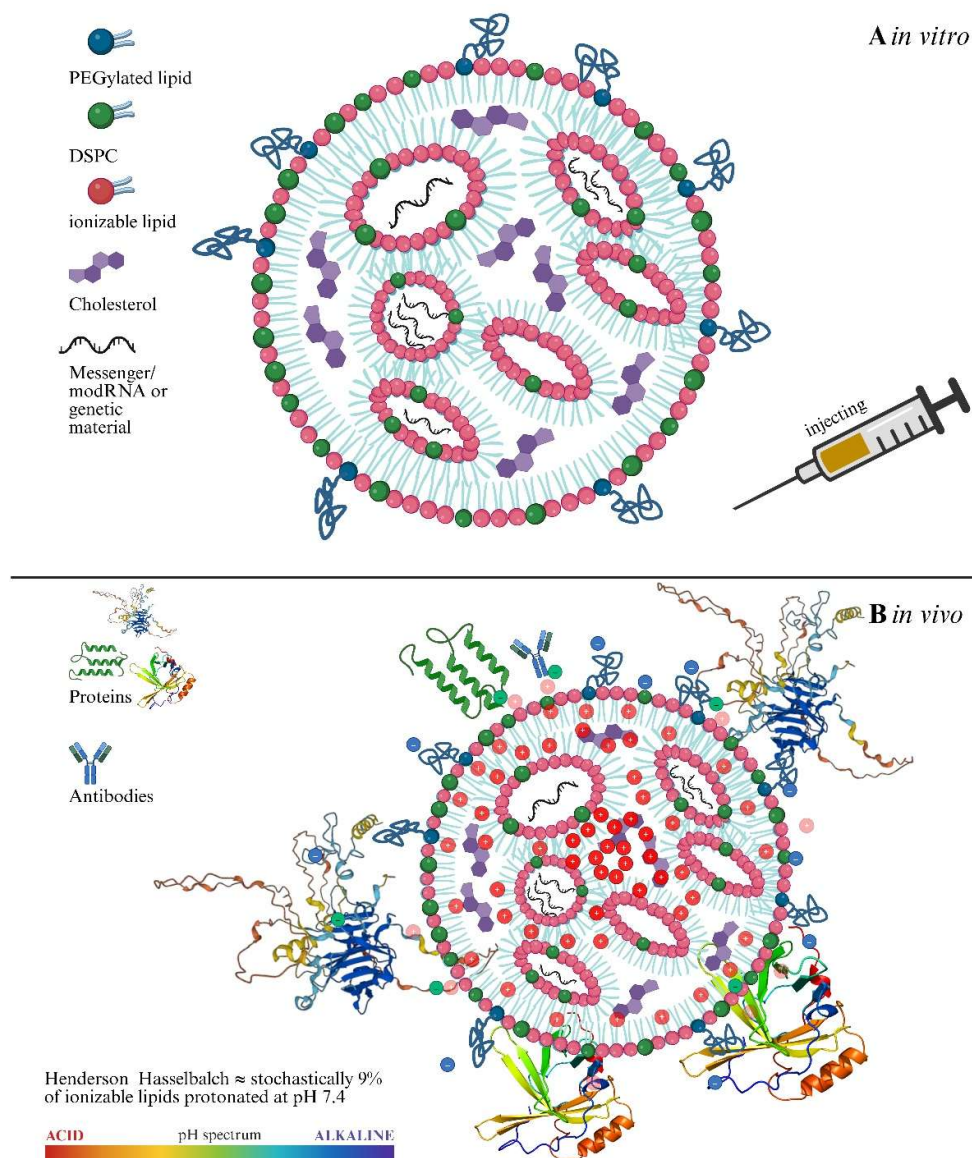 A in vitro
PEGylated lipid
DSPC
ionizable lipid
Cholesterol
Messenger/
modRNA or
genetic
material
injecting
B in vivo
Proteins
Antibodies
Henderson Hasselbalch ≈ stochastically 9%
of ionizable lipids protonated at pH 7.4
ACID pH spectrum ALKALINE